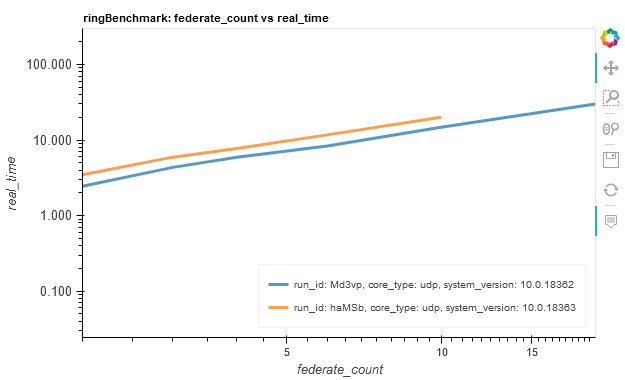 ringBenchmark: federate_count vs real_time
100.000
10.000
1.000
0.100
real_time
run_id: Md3vp, core_type: udp, system_version: 10.0.18362
run_id: haMSb, core_type: udp, system_version: 10.0.18363
5
10
15
federate_count